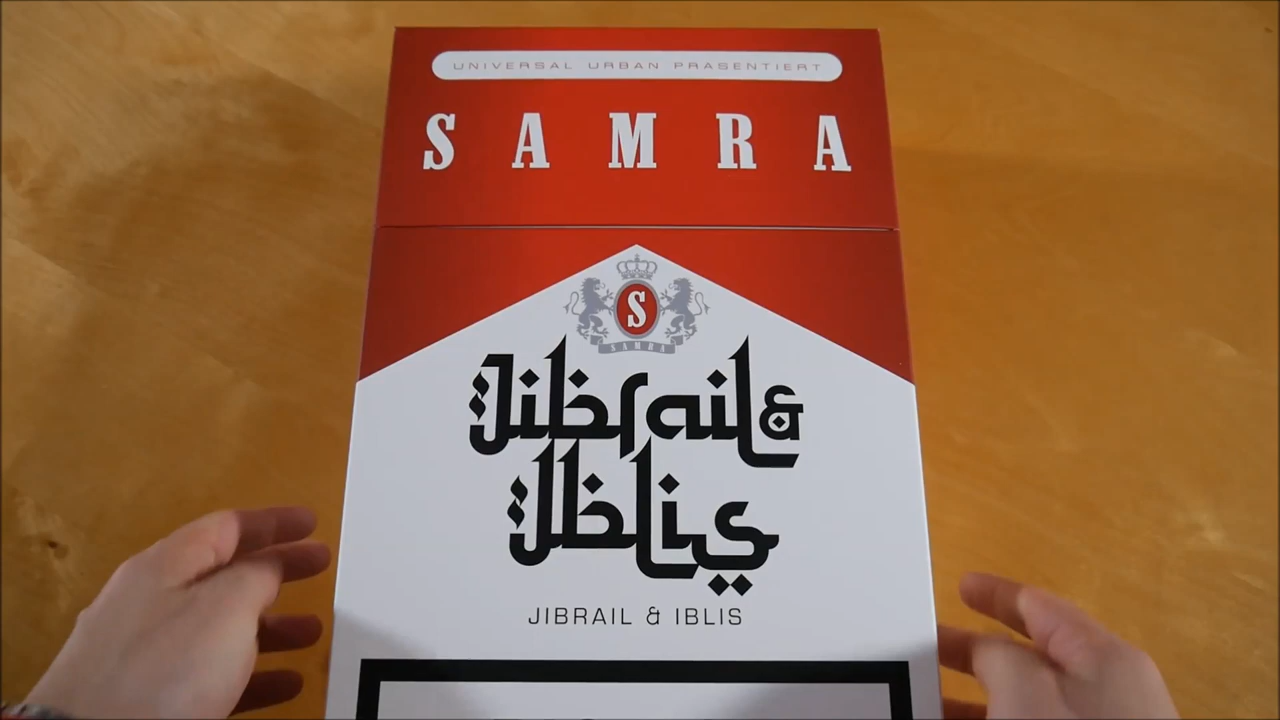 UNIVERSAL URBAN PRÄSENTIERT
SAMRA
S
SAMRA
Jibrail &
Iblis
JIBRAIL & IBLIS